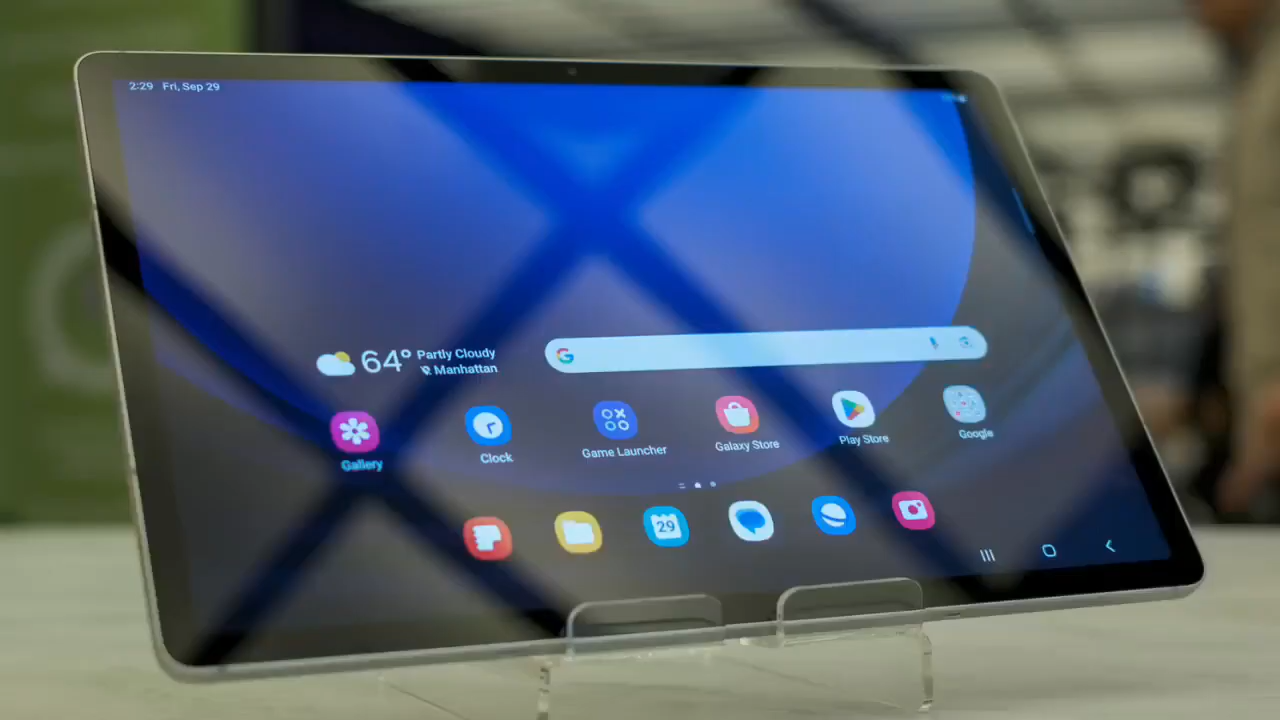 2:29 Fri, Sep 29
64° Partly Cloudy
Manhattan
Gallery
Clock
Game Launcher
Galaxy Store
Play Store
Google
29